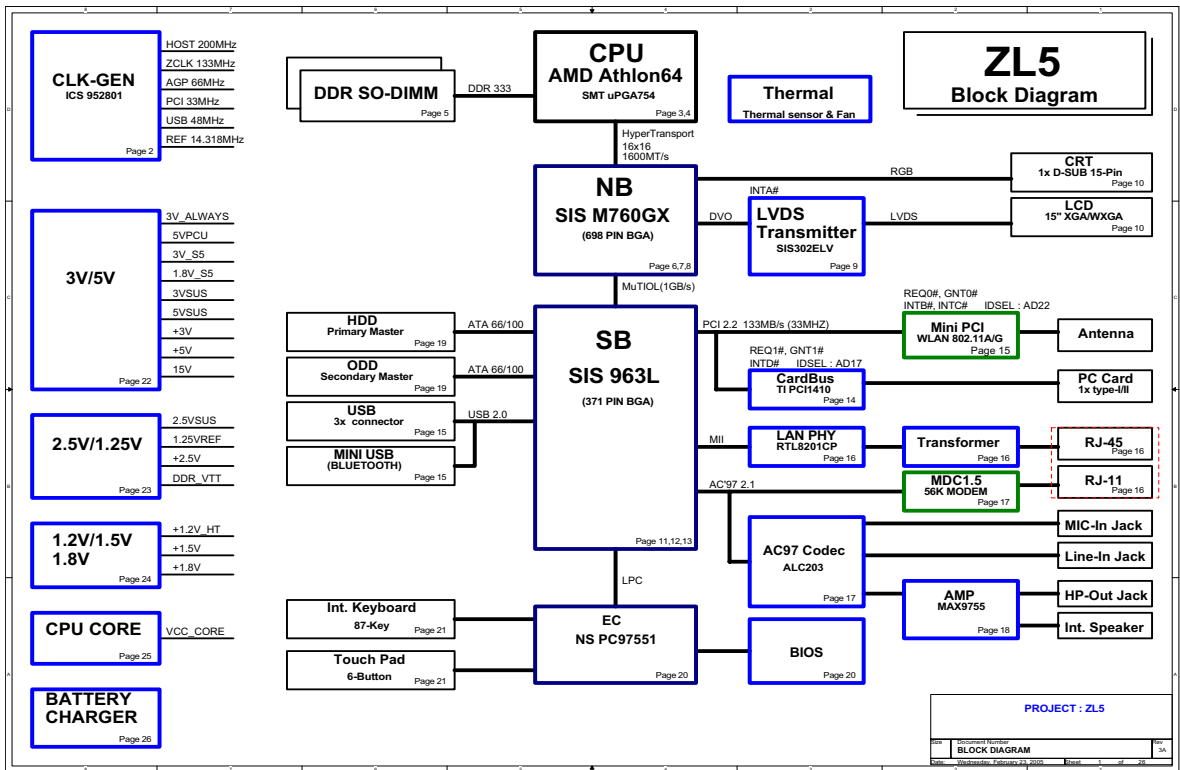 ZL5
Block Diagram
CLK-GEN
ICS 952801
Page 2
HOST 200MHz
ZCLK 133MHz
AGP 66MHz
PCI 33MHz
USB 48MHz
REF 14.318MHz
DDR SO-DIMM
Page 5
DDR 333
CPU
AMD Athlon64
SMT uPGA754
Page 3,4
Thermal
Thermal sensor & Fan
HyperTransport
16x16
1600MT/s
NB
SIS M760GX
(698 PIN BGA)
Page 6,7,8
RGB
CRT
1x D-SUB 15-Pin
Page 10
INTA#
DVO
LVDS
Transmitter
SIS302ELV
Page 9
LVDS
LCD
15" XGA/WXGA
Page 10
3V/5V
Page 22
3V_ALWAYS
5VPCU
3V_S5
1.8V_S5
3VSUS
5VSUS
+3V
+5V
15V
MuTIOL(1GB/s)
HDD
Primary Master
Page 19
ATA 66/100
ODD
Secondary Master
Page 19
ATA 66/100
USB
3x connector
Page 15
USB 2.0
MINI USB
(BLUETOOTH)
Page 15
SB
SIS 963L
(371 PIN BGA)
Page 11,12,13
PCI 2.2 133MB/s (33MHZ)
REQ0#, GNT0#
INTB#, INTC# IDSEL : AD22
Mini PCI
WLAN 802.11A/G
Page 15
Antenna
REQ1#, GNT1#
INTD# IDSEL : AD17
CardBus
TI PCI1410
Page 14
PC Card
1x type-I/II
MII
LAN PHY
RTL8201CP
Page 16
Transformer
Page 16
RJ-45
Page 16
AC'97 2.1
MDC1.5
56K MODEM
Page 17
RJ-11
Page 16
AC97 Codec
ALC203
Page 17
MIC-In Jack
Line-In Jack
AMP
MAX9755
Page 18
HP-Out Jack
Int. Speaker
2.5V/1.25V
Page 23
2.5VSUS
1.25VREF
+2.5V
DDR_VTT
1.2V/1.5V
1.8V
Page 24
+1.2V_HT
+1.5V
+1.8V
CPU CORE
Page 25
VCC_CORE
BATTERY
CHARGER
Page 26
LPC
Int. Keyboard
87-Key
Page 21
Touch Pad
6-Button
Page 21
EC
NS PC97551
Page 20
BIOS
Page 20
PROJECT : ZL5
Size
Document Number
BLOCK DIAGRAM
Rev
3A
Date: Wednesday, February 23, 2005
Sheet 1 of 26